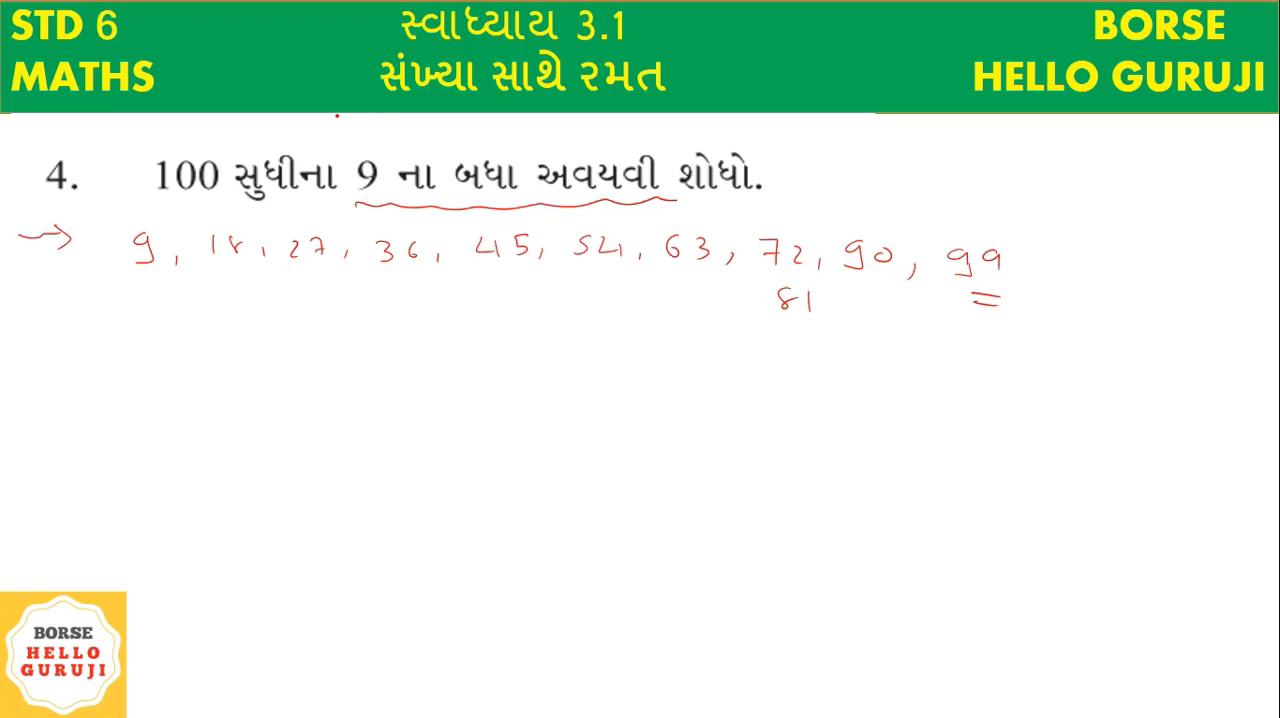 STD 6 સ્વાધ્યાય 3.1 BORSE
MATHS સંખ્યા સાથે રમત HELLO GURUJI
4. 100 સુધીના 9 ના બધા અવયવી શોધો.
→ 9, 18, 27, 36, 45, 54, 63, 72, 90, 99
81
BORSE
HELLO
GURUJI